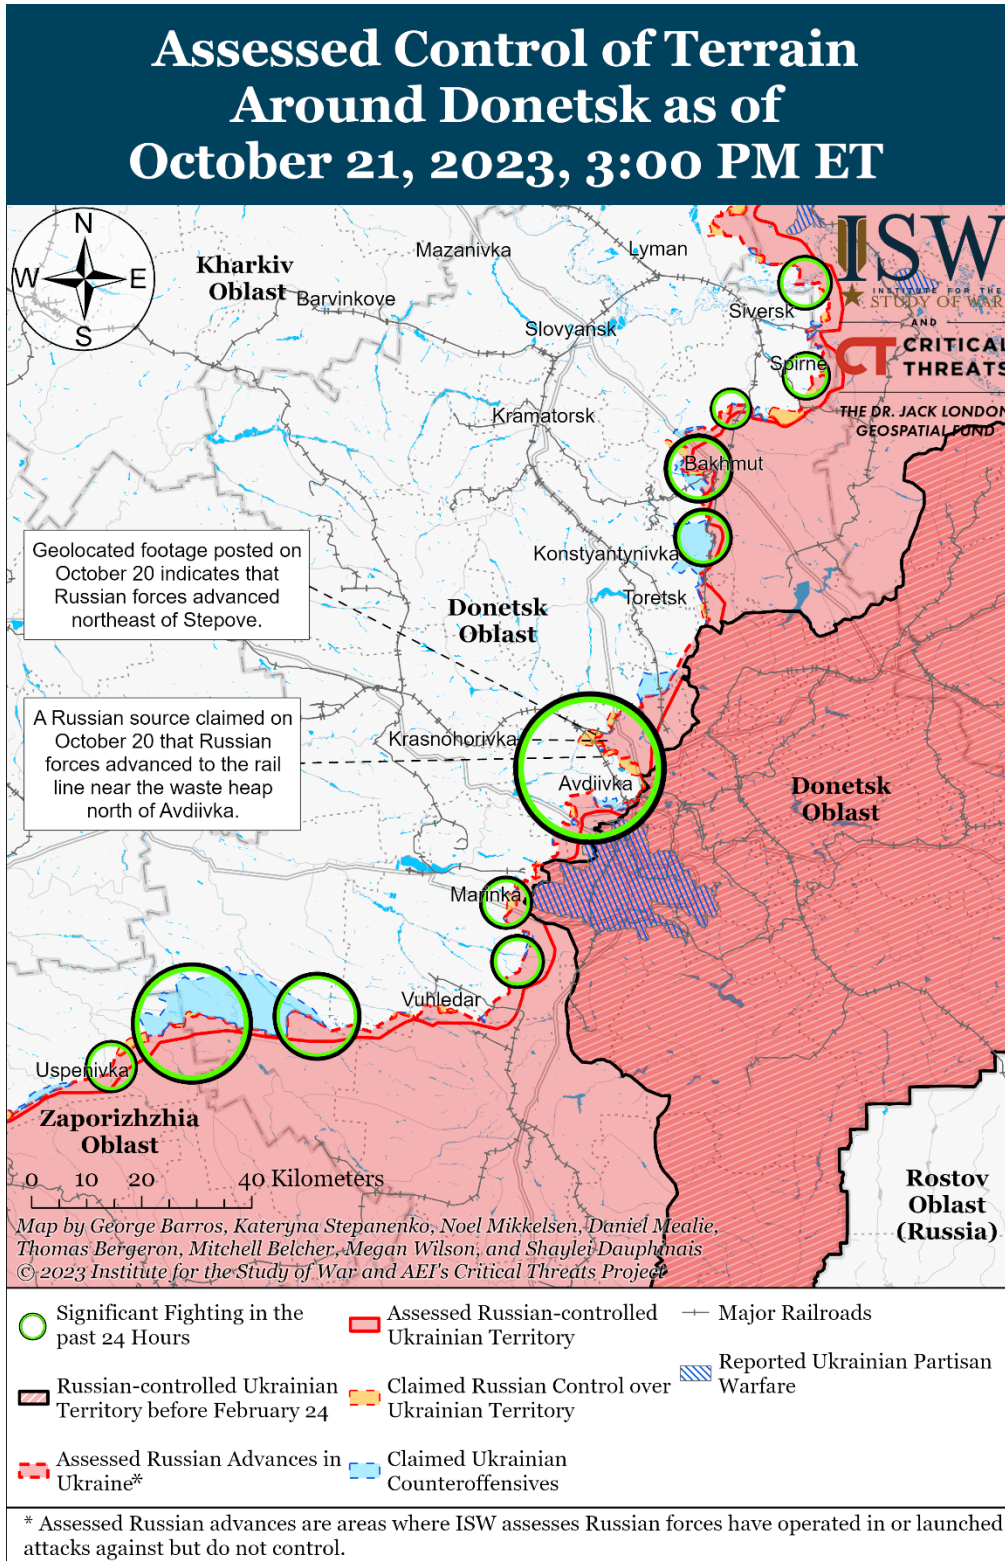 Assessed Control of Terrain
Around Donetsk as of
October 21, 2023, 3:00 PM ET
N
W
E
S
Kharkiv
Oblast
Mazanivka
Lyman
Barvinkove
Slovyansk
Siversk
ISW
INSTITUTE FOR THE
STUDY OF WAR
AND
CT
CRITICAL
THREATS
THE DR. JACK LONDON
GEOSPATIAL FUND
Spirne
Kramatorsk
Bakhmut
Konstyantynivka
Toretsk
Geolocated footage posted on
October 20 indicates that
Russian forces advanced
northeast of Stepove.
Donetsk
Oblast
A Russian source claimed on
October 20 that Russian
forces advanced to the rail
line near the waste heap
north of Avdiivka.
Krasnohorivka
Avdiivka
Donetsk
Oblast
Marinka
Vuhledar
Uspenivka
Zaporizhzhia
Oblast
Rostov
Oblast
(Russia)
0 10 20 40 Kilometers
Map by George Barros, Kateryna Stepanenko, Noel Mikkelsen, Daniel Mealie,
Thomas Bergeron, Mitchell Belcher, Megan Wilson, and Shaylei Dauphinais
© 2023 Institute for the Study of War and AEI's Critical Threats Project
Significant Fighting in the
past 24 Hours
Russian-controlled Ukrainian
Territory before February 24
Assessed Russian Advances in
Ukraine*
Assessed Russian-controlled
Ukrainian Territory
Claimed Russian Control over
Ukrainian Territory
Claimed Ukrainian
Counteroffensives
Major Railroads
Reported Ukrainian Partisan
Warfare
* Assessed Russian advances are areas where ISW assesses Russian forces have operated in or launched
attacks against but do not control.